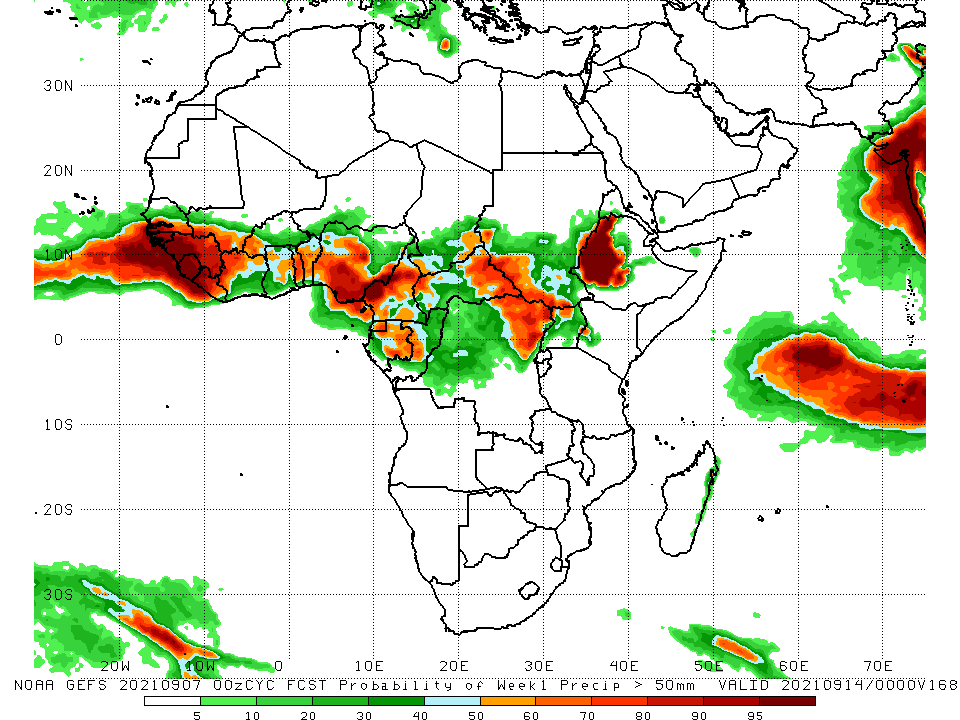 30N
20N
10N
0
10S
20S
30S
20W 10W 0 10E 20E 30E 40E 50E 60E 70E
NOAA GEFS 20210907 00zCYC FCST Probability of Week1 Precip > 50mm VALID 20210914/0000V168
5 10 20 30 40 50 60 70 80 90 95